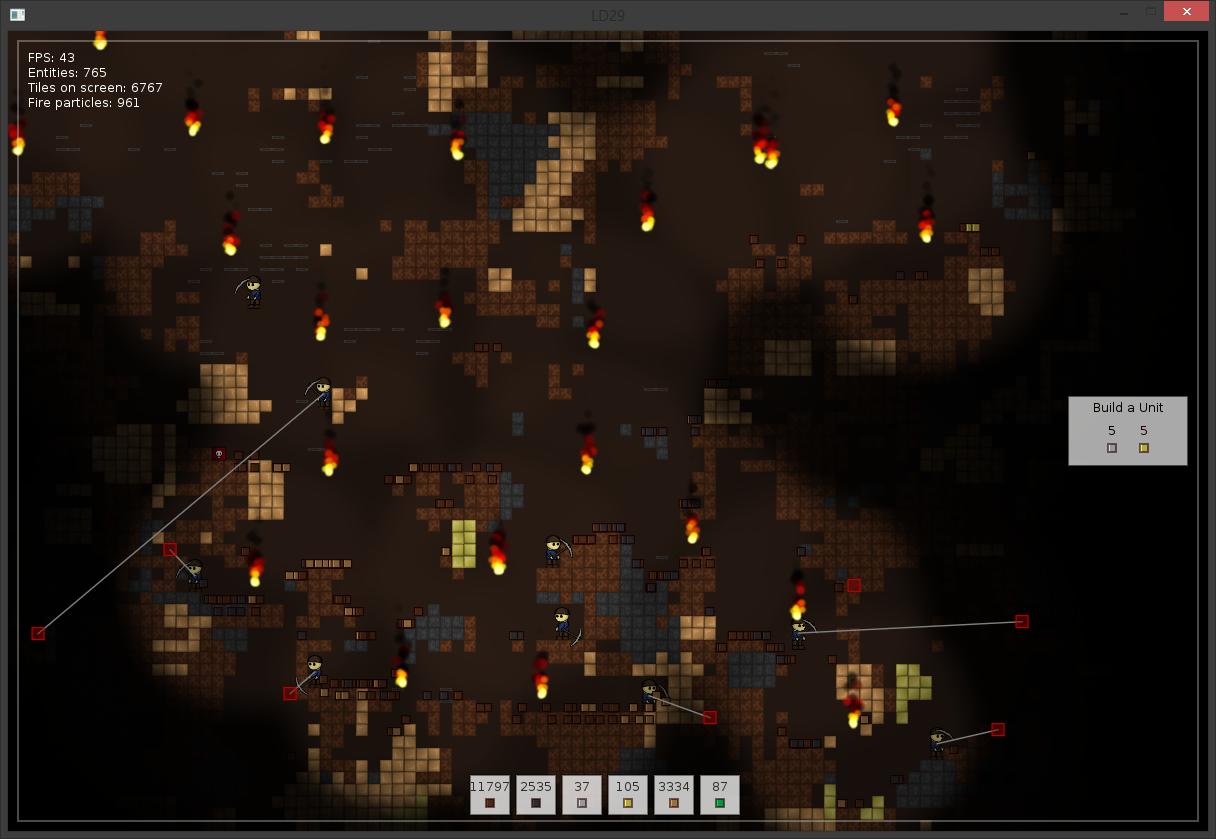 LD29
FPS: 43
Entities: 765
Tiles on screen: 6767
Fire particles: 961
Build a Unit
5 5
11797 2535 37 105 3334 87